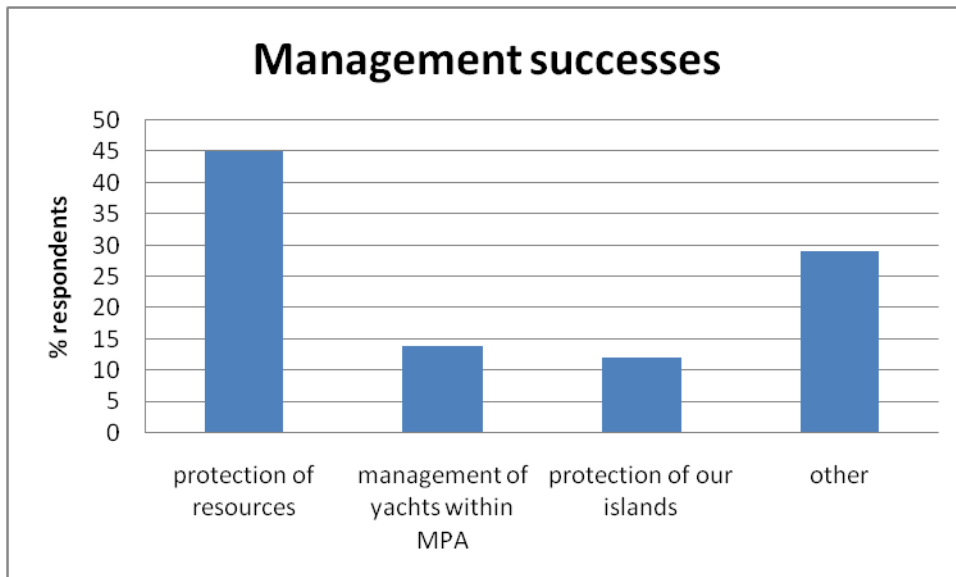 Management successes
50
45
40
35
30
25
20
15
10
5
0
% respondents
protection of
resources
management of
yachts within
MPA
protection of our
islands
other